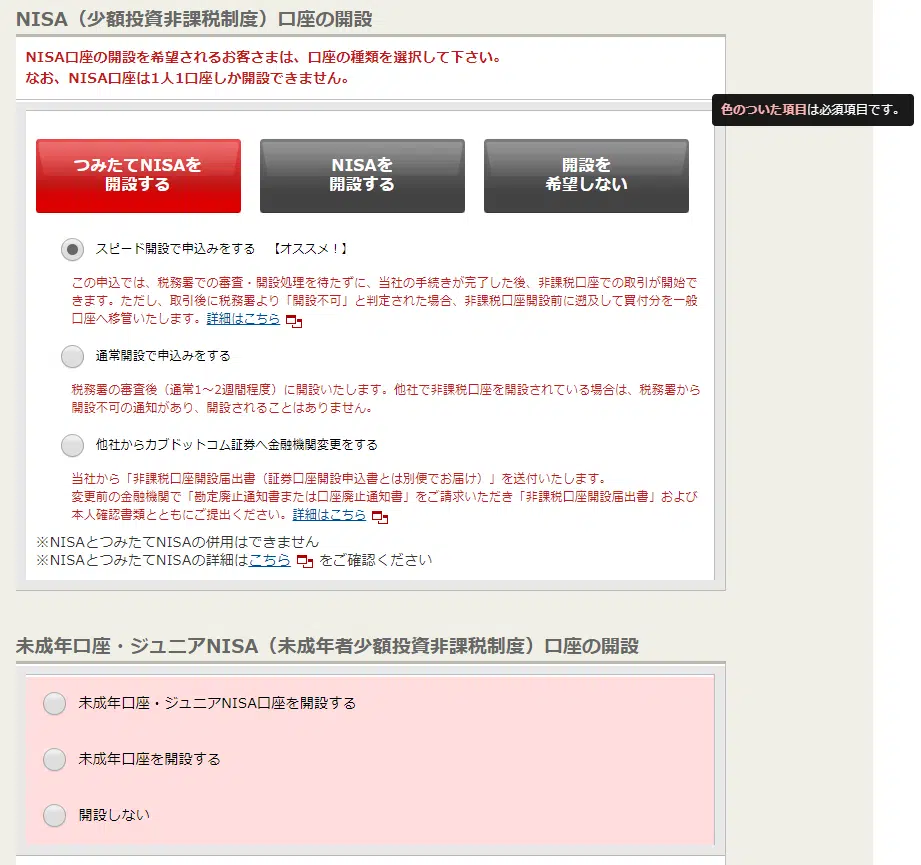 NISA（少額投資非課税制度）口座の開設
NISA口座の開設を希望されるお客さまは、口座の種類を選択して下さい。
なお、NISA口座は1人1口座しか開設できません。
色のついた項目は必須項目です。
つみたてNISAを
開設する
NISAを
開設する
開設を
希望しない
スピード開設で申込みをする　【オススメ！】
この申込では、税務署での審査・開設処理を待たずに、当社の手続きが完了した後、非課税口座での取引が開始で
きます。ただし、取引後に税務署より「開設不可」と判定された場合、非課税口座開設前に遡及して買付分を一般
口座へ移管いたします。詳細はこちら
通常開設で申込みをする
税務署の審査後（通常1～2週間程度）に開設いたします。他社で非課税口座を開設されている場合は、税務署から
開設不可の通知があり、開設されることはありません。
他社からカブドットコム証券へ金融機関変更をする
当社から「非課税口座開設届出書（証券口座開設申込書とは別便でお届け）」を送付いたします。
変更前の金融機関で「勘定廃止通知書または口座廃止通知書」をご請求いただき「非課税口座開設届出書」および
本人確認書類とともにご提出ください。詳細はこちら
※NISAとつみたてNISAの併用はできません
※NISAとつみたてNISAの詳細はこちら をご確認ください
未成年口座・ジュニアNISA（未成年者少額投資非課税制度）口座の開設
未成年口座・ジュニアNISA口座を開設する
未成年口座を開設する
開設しない